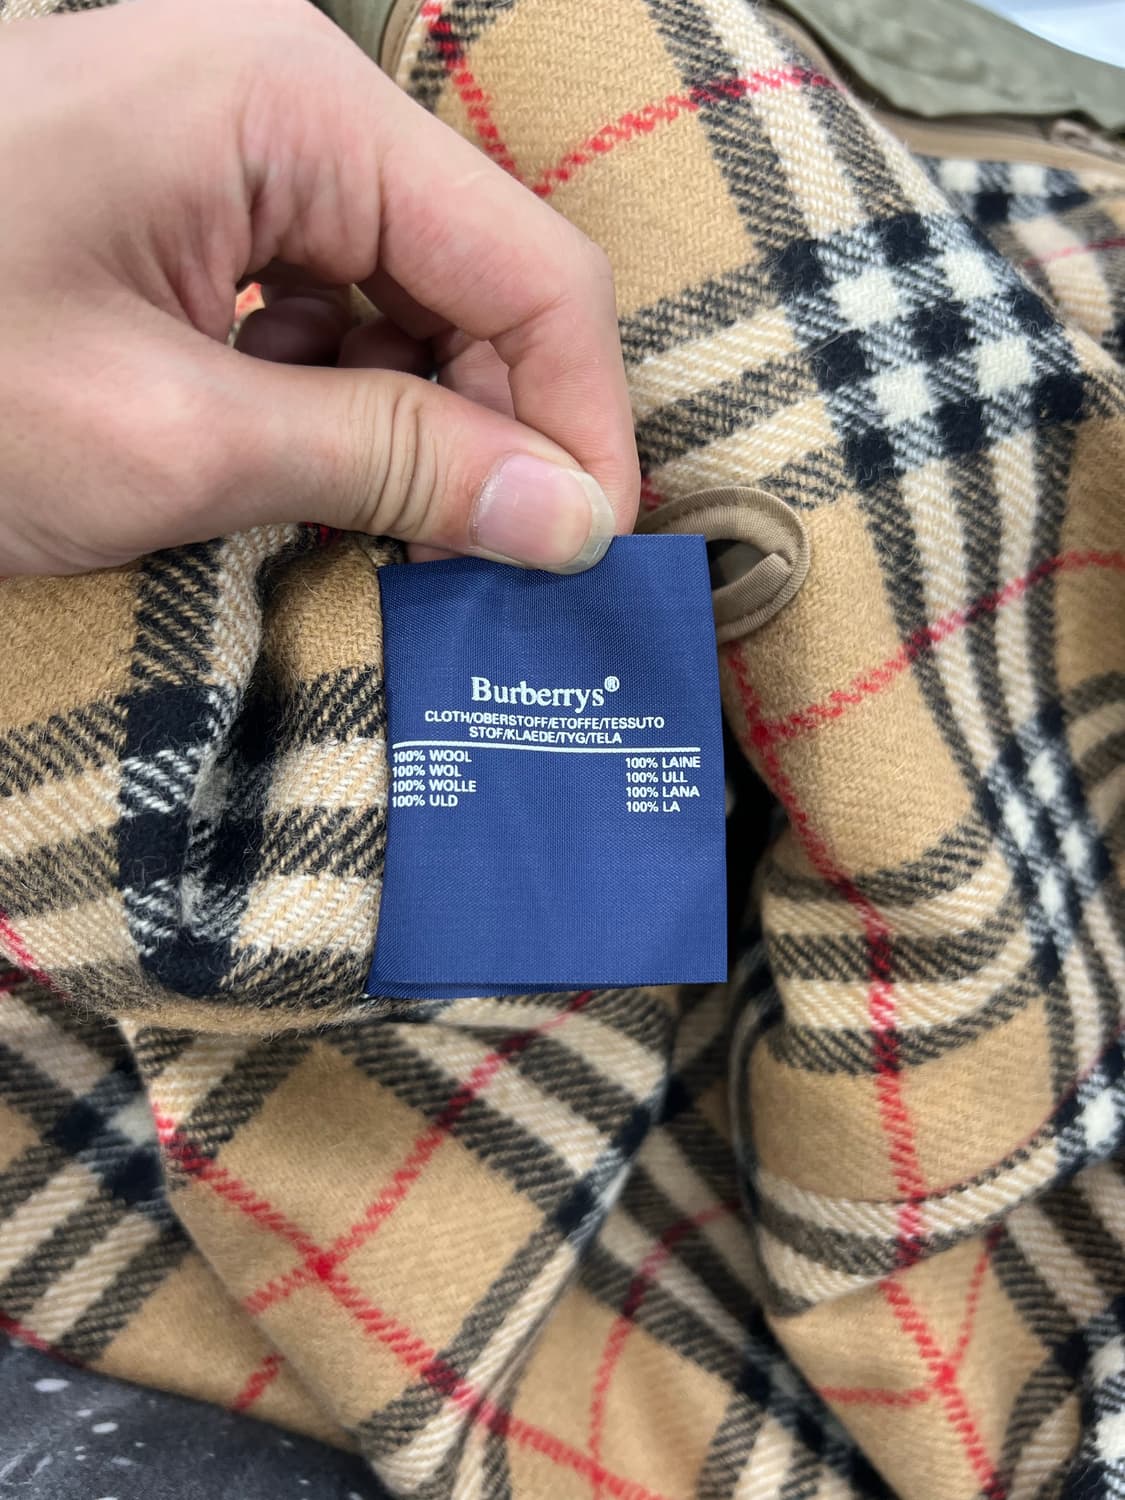 Burberrys®
CLOTH/OBERSTOFF/ETOFFE/TESSUTO
STOF/KLAEDE/TYG/TELA
100% WOOL 100% LAINE
100% WOL 100% ULL
100% WOLLE 100% LANA
100% ULD 100% LA